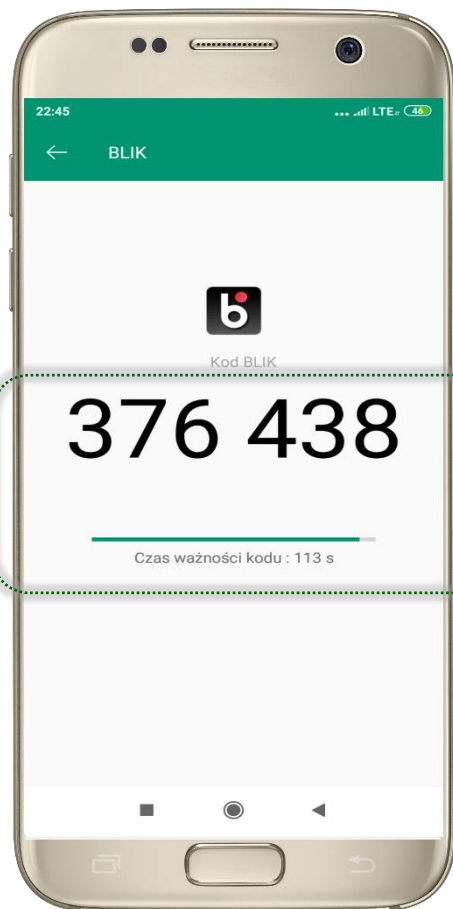 22:45
LTE 46
BLIK
b
Kod BLIK
376 438
Czas ważności kodu : 113 s